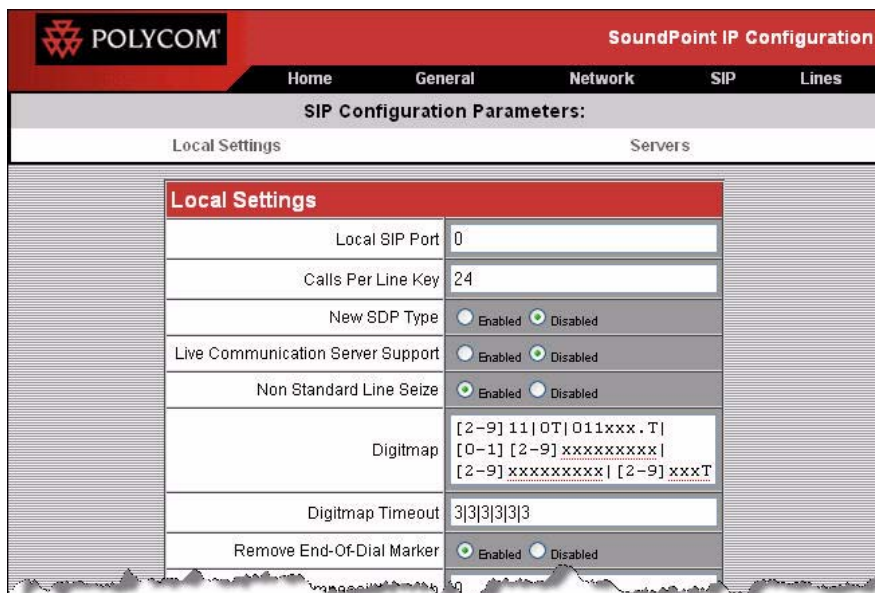 POLYCOM
SoundPoint IP Configuration
Home General Network SIP Lines
SIP Configuration Parameters:
Local Settings Servers
Local Settings
Local SIP Port 0
Calls Per Line Key 24
New SDP Type Enabled Disabled
Live Communication Server Support Enabled Disabled
Non Standard Line Seize Enabled Disabled
Digitmap
[2-9]11|0T|011xxx.T|
[0-1][2-9]xxxxxxxxx|
[2-9]xxxxxxxxx|[2-9]xxxT
Digitmap Timeout 3|3|3|3|3|3
Remove End-Of-Dial Marker Enabled Disabled